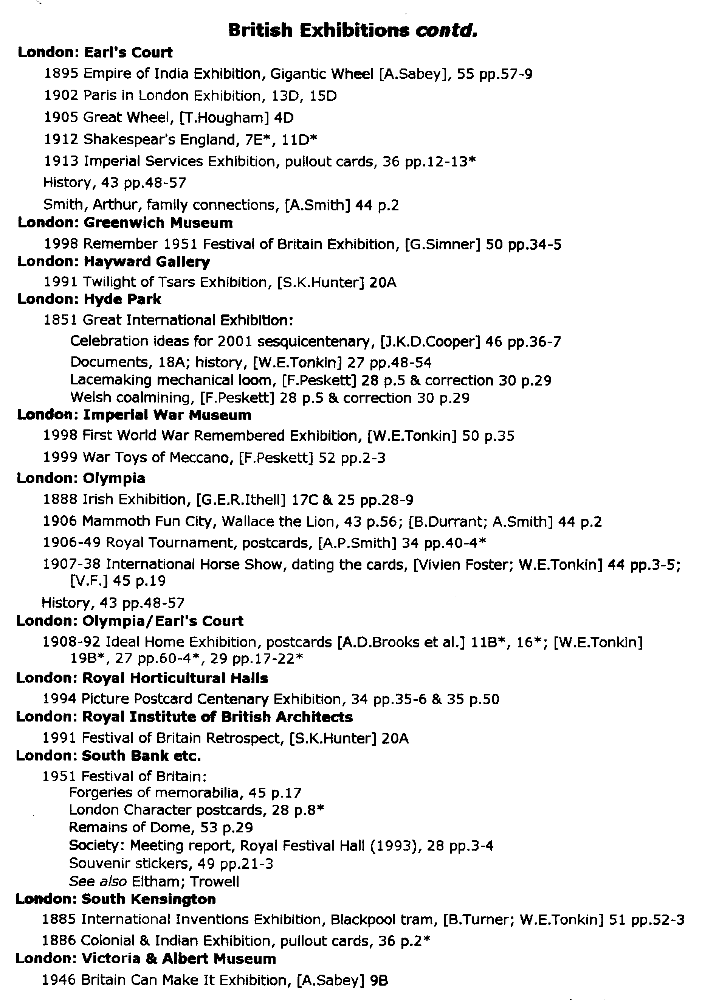 British Exhibitions contd.
London: Earl's Court
1895 Empire of India Exhibition, Gigantic Wheel [A.Sabey], 55 pp.57-9
1902 Paris in London Exhibition, 13D, 15D
1905 Great Wheel, [T.Hougham] 4D
1912 Shakespear's England, 7E*, 11D*
1913 Imperial Services Exhibition, pullout cards, 36 pp.12-13*
History, 43 pp.48-57
Smith, Arthur, family connections, [A.Smith] 44 p.2
London: Greenwich Museum
1998 Remember 1951 Festival of Britain Exhibition, [G.Simner] 50 pp.34-5
London: Hayward Gallery
1991 Twilight of Tsars Exhibition, [S.K.Hunter] 20A
London: Hyde Park
1851 Great International Exhibition:
Celebration ideas for 2001 sesquicentenary, [J.K.D.Cooper] 46 pp.36-7
Documents, 18A; history, [W.E.Tonkin] 27 pp.48-54
Lacemaking mechanical loom, [F.Peskett] 28 p.5 & correction 30 p.29
Welsh coalmining, [F.Peskett] 28 p.5 & correction 30 p.29
London: Imperial War Museum
1998 First World War Remembered Exhibition, [W.E.Tonkin] 50 p.35
1999 War Toys of Meccano, [F.Peskett] 52 pp.2-3
London: Olympia
1888 Irish Exhibition, [G.E.R.Ithell] 17C & 25 pp.28-9
1906 Mammoth Fun City, Wallace the Lion, 43 p.56; [B.Durrant; A.Smith] 44 p.2
1906-49 Royal Tournament, postcards, [A.P.Smith] 34 pp.40-4*
1907-38 International Horse Show, dating the cards, [Vivien Foster; W.E.Tonkin] 44 pp.3-5;
[V.F.] 45 p.19
History, 43 pp.48-57
London: Olympia/Earl's Court
1908-92 Ideal Home Exhibition, postcards [A.D.Brooks et al.] 11B*, 16*; [W.E.Tonkin]
19B*, 27 pp.60-4*, 29 pp.17-22*
London: Royal Horticultural Halls
1994 Picture Postcard Centenary Exhibition, 34 pp.35-6 & 35 p.50
London: Royal Institute of British Architects
1991 Festival of Britain Retrospect, [S.K.Hunter] 20A
London: South Bank etc.
1951 Festival of Britain:
Forgeries of memorabilia, 45 p.17
London Character postcards, 28 p.8*
Remains of Dome, 53 p.29
Society: Meeting report, Royal Festival Hall (1993), 28 pp.3-4
Souvenir stickers, 49 pp.21-3
See also Eltham; Trowell
London: South Kensington
1885 International Inventions Exhibition, Blackpool tram, [B.Turner; W.E.Tonkin] 51 pp.52-3
1886 Colonial & Indian Exhibition, pullout cards, 36 p.2*
London: Victoria & Albert Museum
1946 Britain Can Make It Exhibition, [A.Sabey] 9B